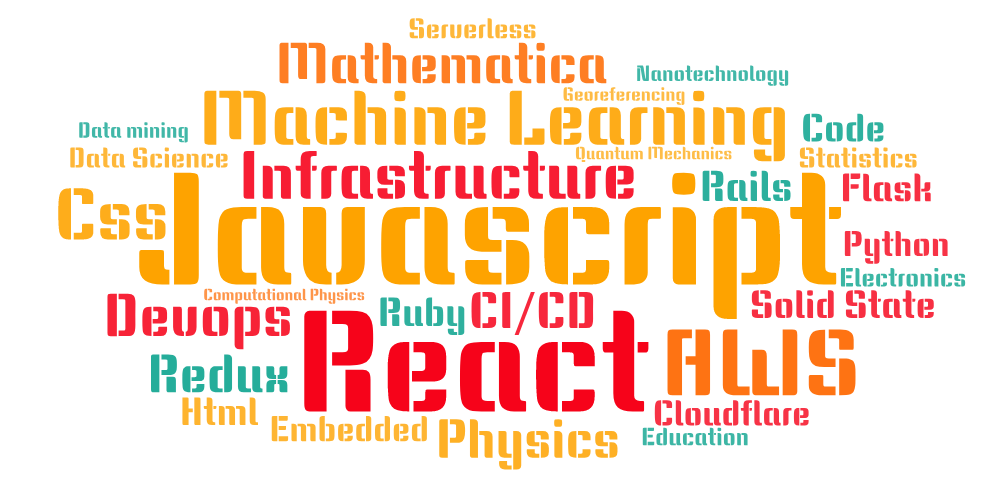 Serverless
Mathematica
Nanotechnology
Georeferencing
Machine Learning
Code
Data mining
Data Science
Quantum Mechanics
Statistics
Infrastructure
Rails
Flask
Css
Javascript
Python
Electronics
Computational Physics
Solid State
Devops
Ruby
CI/CD
React
AWS
Redux
Html
Cloudflare
Embedded
Physics
Education